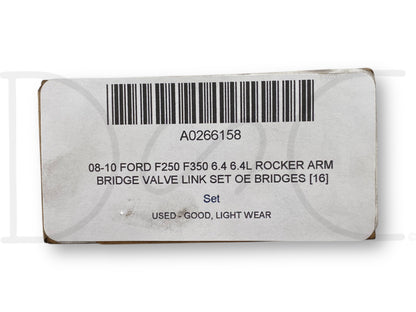 A0266158
08-10 FORD F250 F350 6.4 6.4L ROCKER ARM
BRIDGE VALVE LINK SET OE BRIDGES [16]
Set
USED - GOOD, LIGHT WEAR